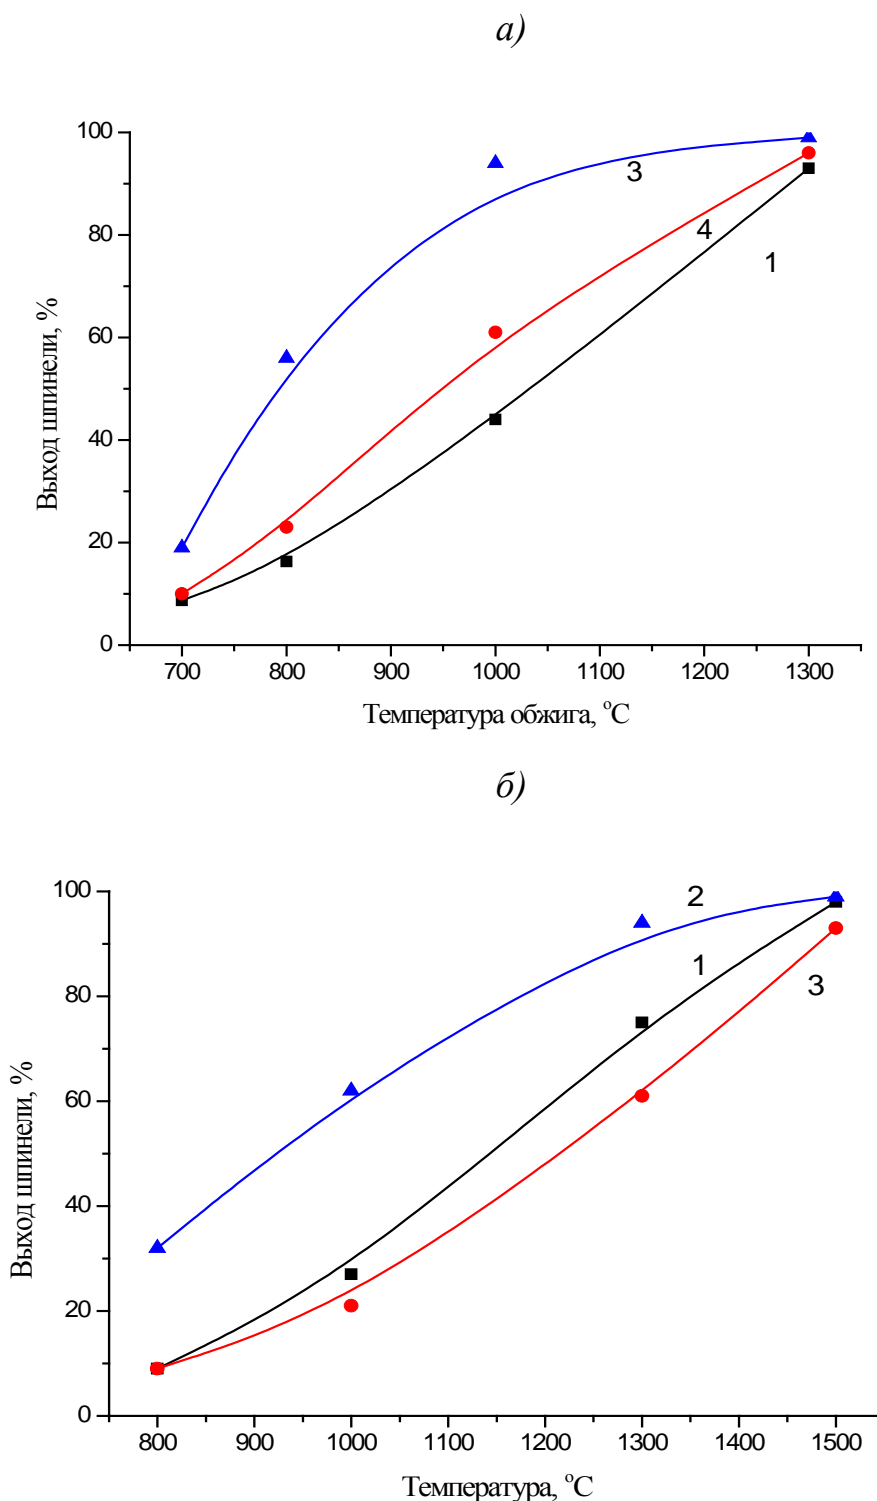 а)
Выход шпинели, %
100
80
60
40
20
0
3
4
1
700 800 900 1000 1100 1200 1300
Температура обжига, °С
б)
Выход шпинели, %
100
80
60
40
20
0
2
1
3
800 900 1000 1100 1200 1300 1400 1500
Температура, °С